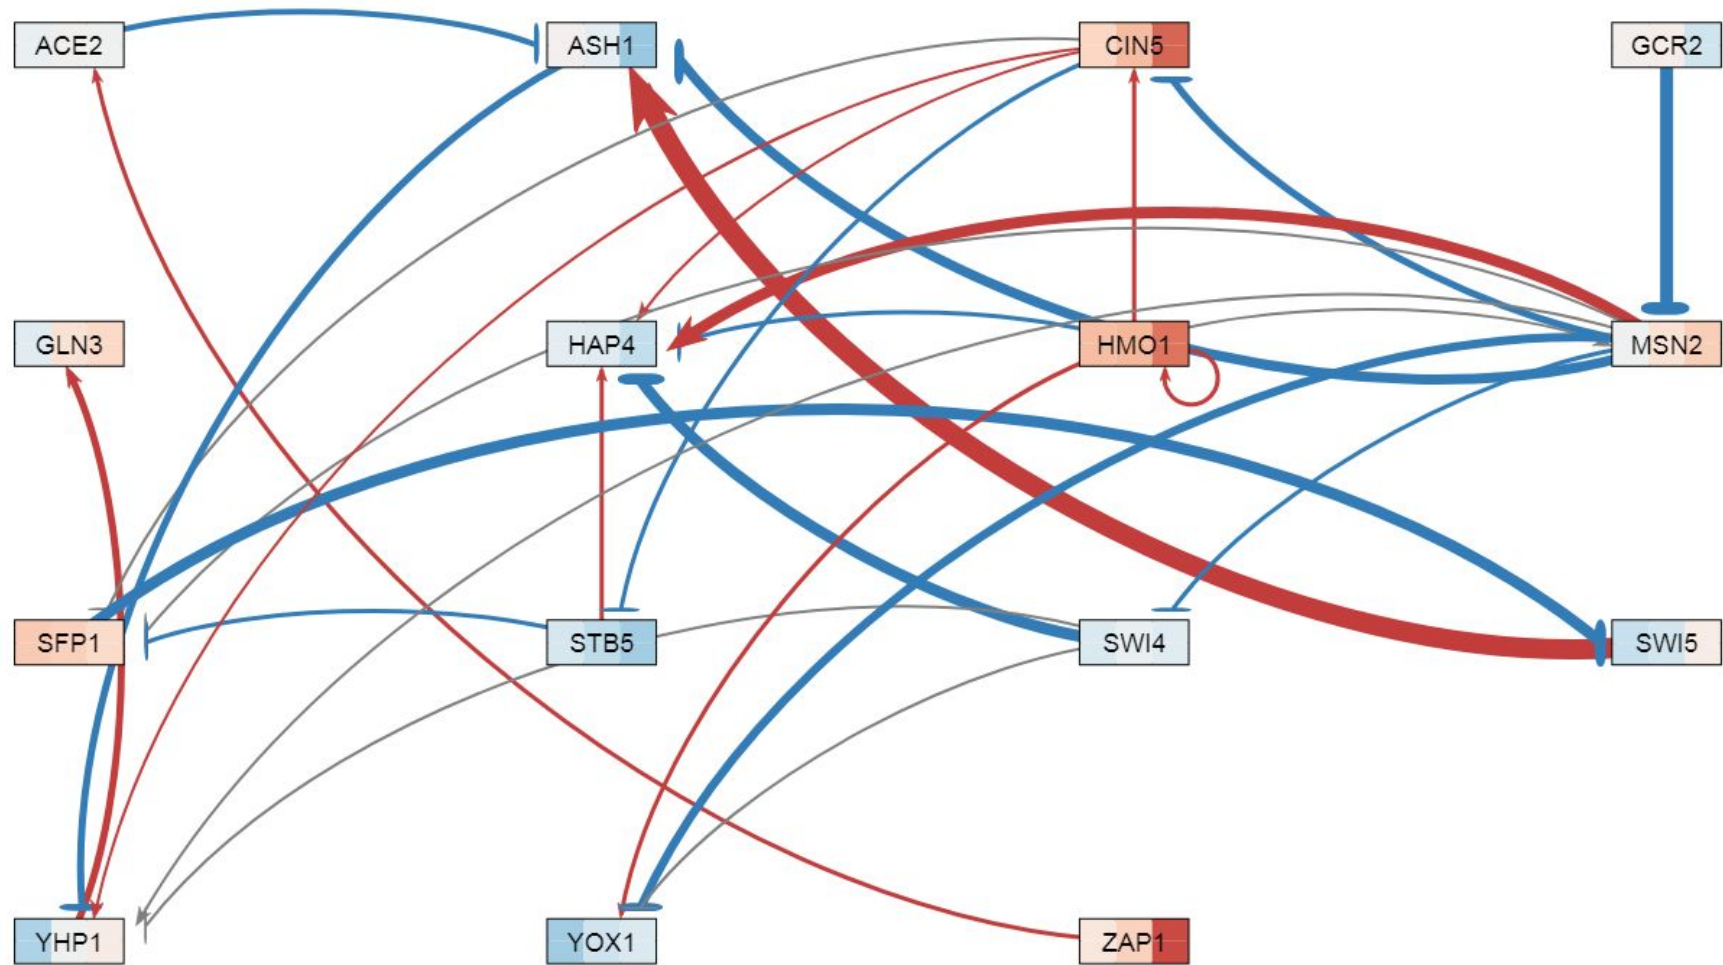 ACE2
ASH1
CIN5
GCR2
GLN3
HAP4
HMO1
MSN2
SFP1
STB5
SWI4
SWI5
YHP1
YOX1
ZAP1